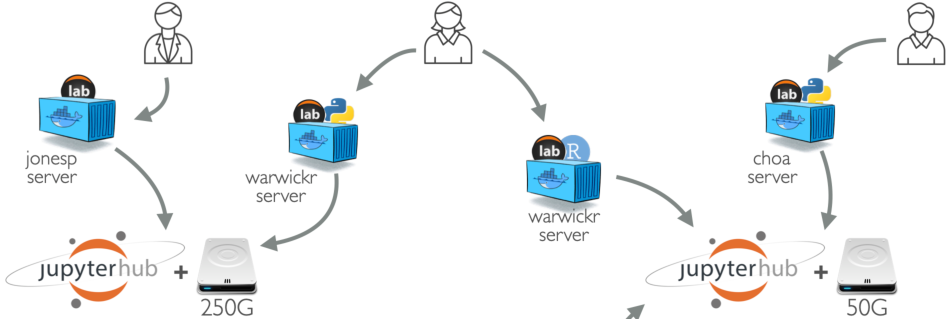 lab
jonesp
server
lab
warwickr
server
lab R
warwickr
server
lab
choa
server
jupyterhub + 250G
jupyterhub + 50G